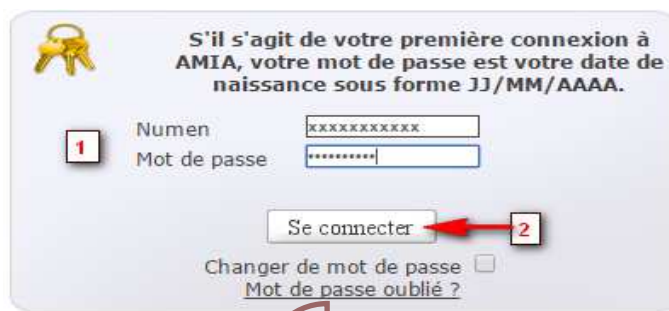 S'il s'agit de votre première connexion à
AMIA, votre mot de passe est votre date de
naissance sous forme JJ/MM/AAAA.
1
Numen xxxxxxxxxxx
Mot de passe ••••••••••
Se connecter 2
Changer de mot de passe
Mot de passe oublié ?